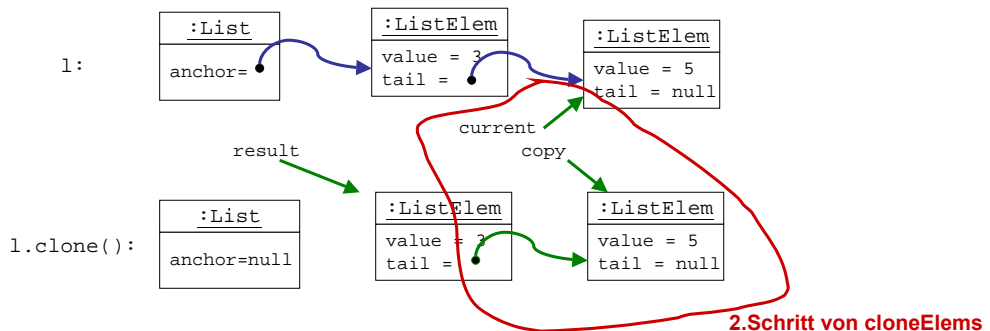 l:
:List
anchor=
:ListElem
value = 3
tail =
:ListElem
value = 5
tail = null
current
copy
result
l.clone():
:List
anchor=null
:ListElem
value = 3
tail =
:ListElem
value = 5
tail = null
2.Schritt von cloneElems